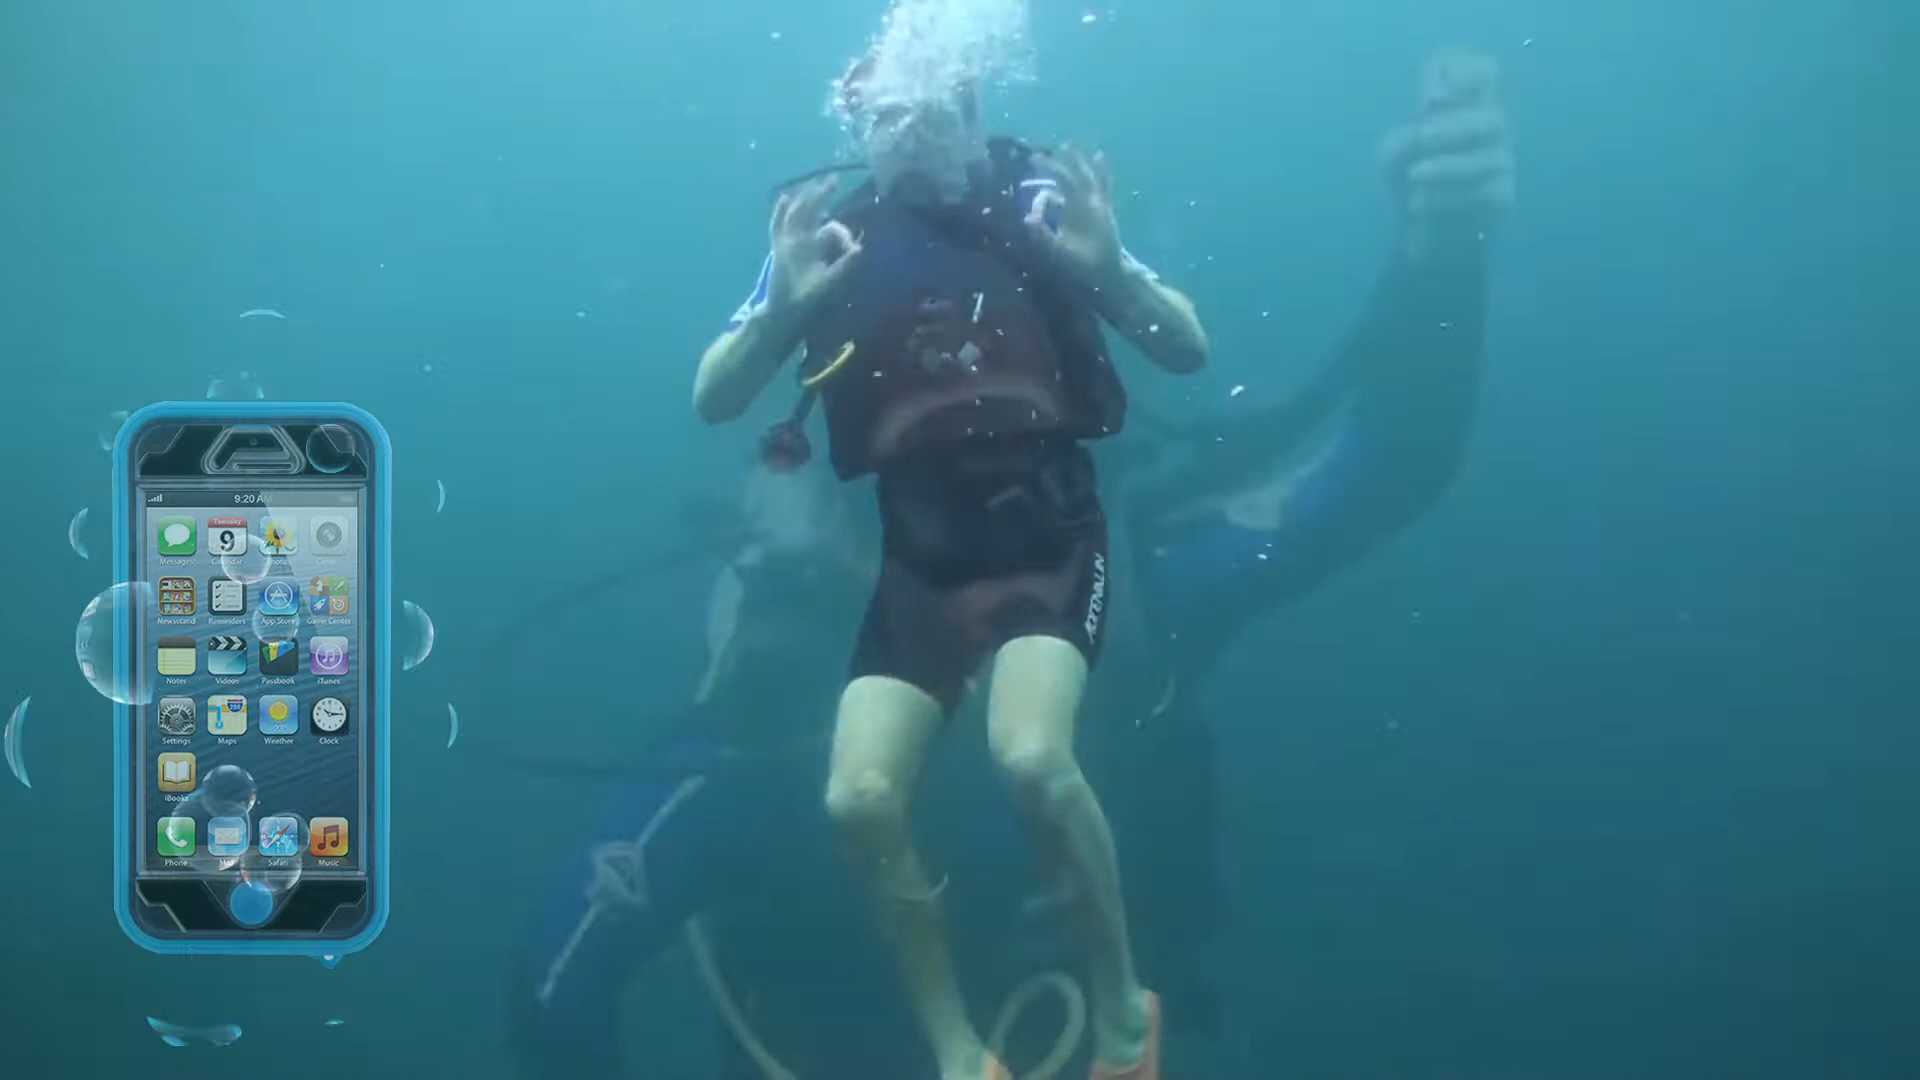 9:20 AM
Tuesday
9
Messages
Newsstand Reminders App Store Game Center
Notes Videos Passbook iTunes
Settings Maps Weather Clock
iBooks
Phone Mail Safari Music